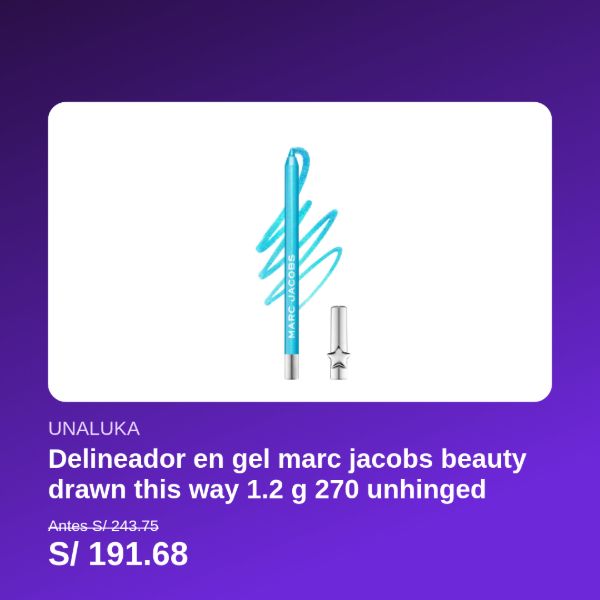 MARC JACOBS
UNALUKA
Delineador en gel marc jacobs beauty
drawn this way 1.2 g 270 unhinged
Antes S/ 243.75
S/ 191.68